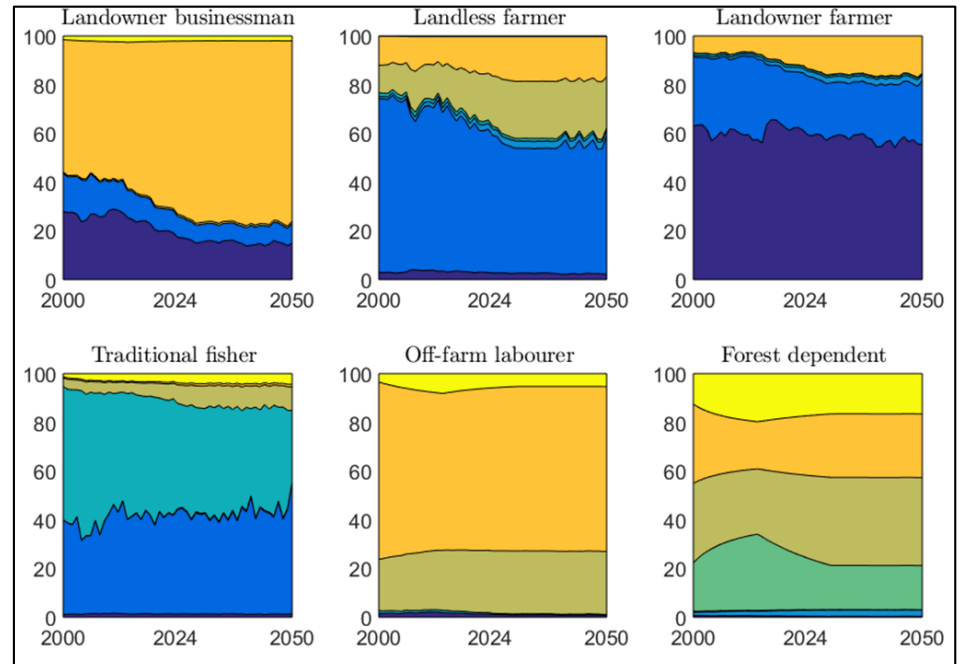 Landowner businessman Landless farmer Landowner farmer
100 100 100
80 80 80
60 60 60
40 40 40
20 20 20
0 0 0
2000 2024 2050 2000 2024 2050 2000 2024 2050
Traditional fisher Off-farm labourer Forest dependent
100 100 100
80 80 80
60 60 60
40 40 40
20 20 20
0 0 0
2000 2024 2050 2000 2024 2050 2000 2024 2050